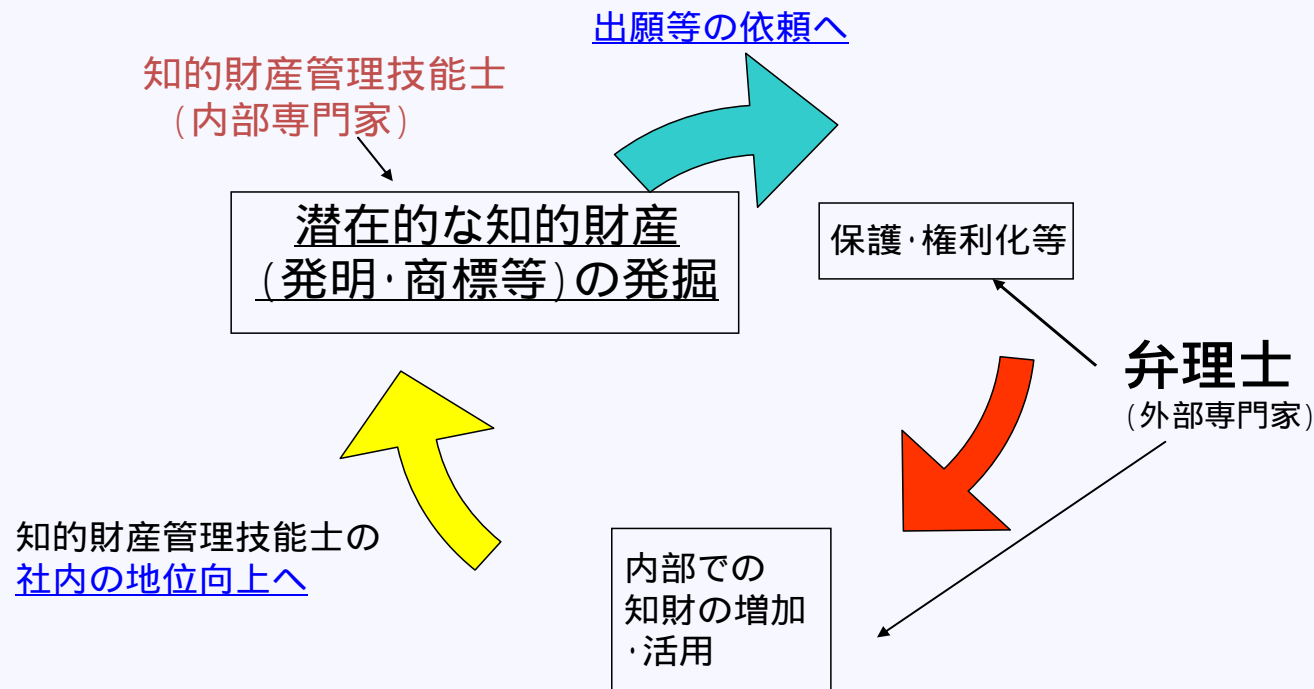 出願等の依頼へ
知的財産管理技能士
(内部専門家)
潜在的な知的財産
(発明・商標等)の発掘
保護・権利化等
弁理士
(外部専門家)
知的財産管理技能士の
社内の地位向上へ
内部での
知財の増加
・活用